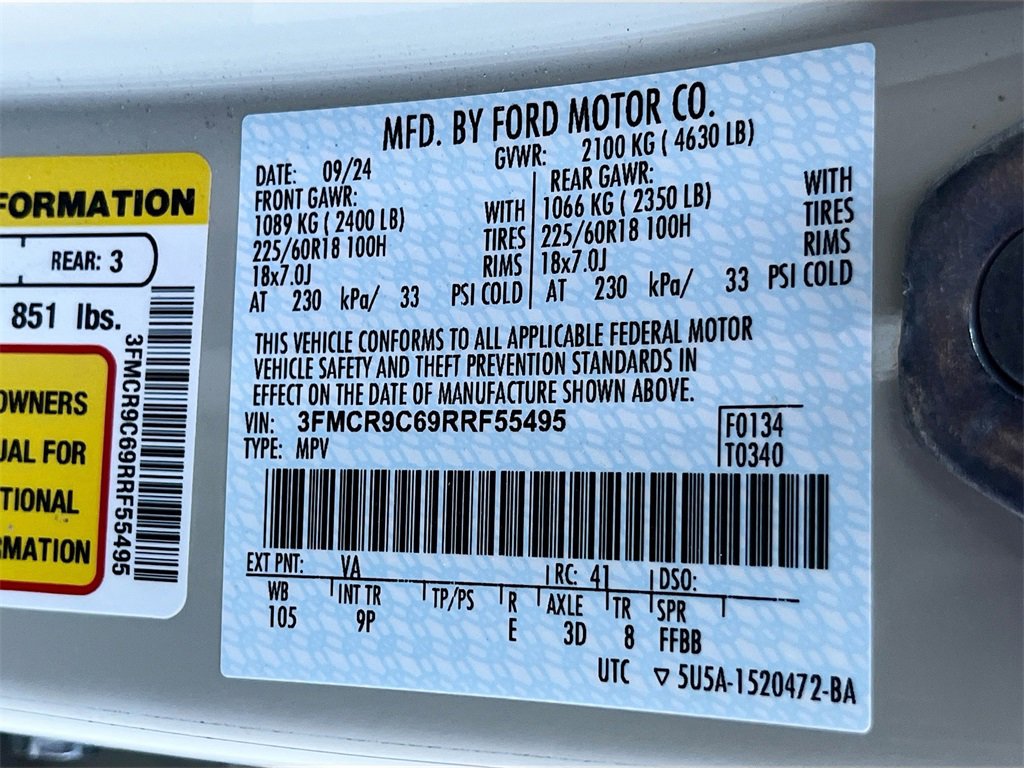 FORMATION
REAR: 3
851 lbs.
3FMCR9C69RRF55495
OWNERS
UAL FOR
TIONAL
RMATION
MFD. BY FORD MOTOR CO.
DATE: 09/24 GVWR: 2100 KG ( 4630 LB)
FRONT GAWR: REAR GAWR:
1089 KG ( 2400 LB) WITH 1066 KG ( 2350 LB) WITH
225/60R18 100H TIRES 225/60R18 100H TIRES
18x7.0J RIMS 18x7.0J RIMS
AT 230 kPa/ 33 PSI COLD AT 230 kPa/ 33 PSI COLD
THIS VEHICLE CONFORMS TO ALL APPLICABLE FEDERAL MOTOR
VEHICLE SAFETY AND THEFT PREVENTION STANDARDS IN
EFFECT ON THE DATE OF MANUFACTURE SHOWN ABOVE.
VIN: 3FMCR9C69RRF55495 F0134
TYPE: MPV T0340
EXT PNT: VA RC: 41 DSO:
WB INT TR TP/PS R AXLE TR SPR
105 9P E 3D 8 FFBB
UTC ▽ 5U5A-1520472-BA